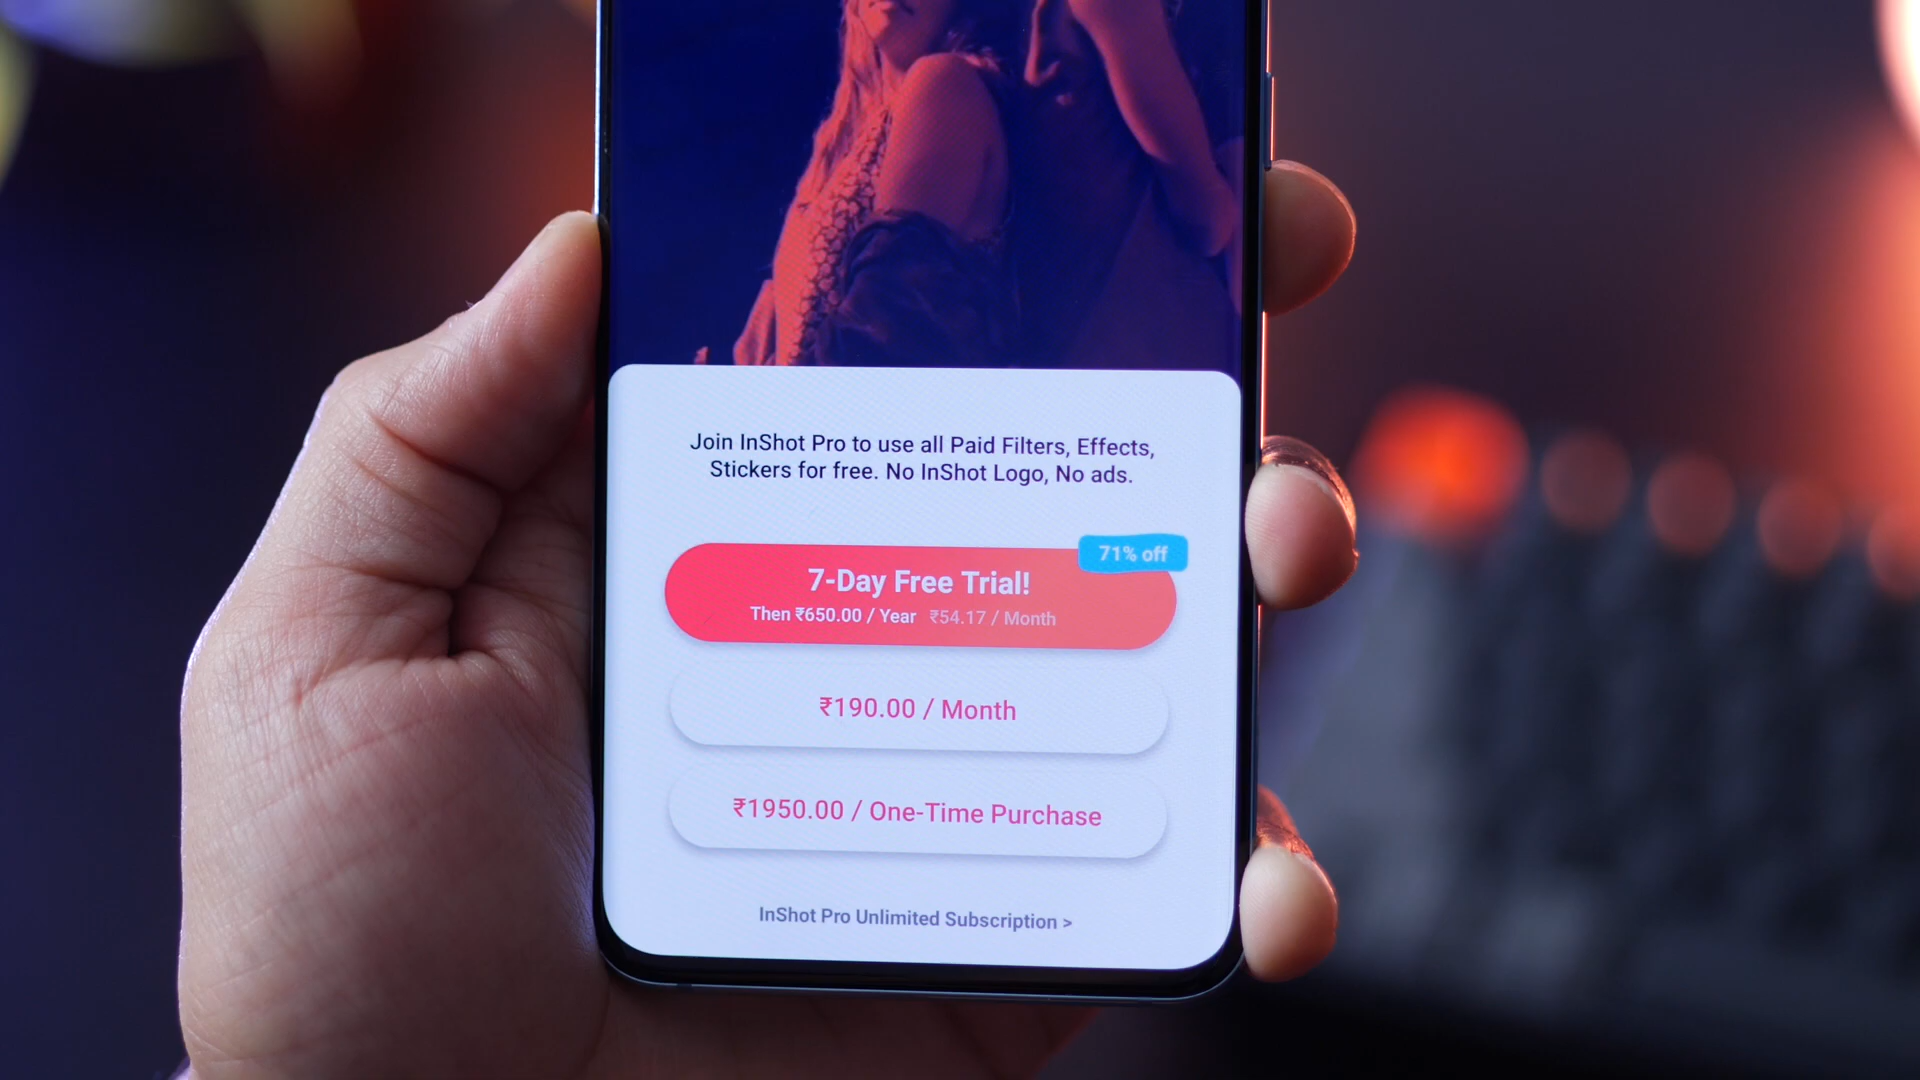 Join InShot Pro to use all Paid Filters, Effects,
Stickers for free. No InShot Logo, No ads.
71% off
7-Day Free Trial!
Then ₹650.00 / Year ₹54.17 / Month
₹190.00 / Month
₹1950.00 / One-Time Purchase
InShot Pro Unlimited Subscription >